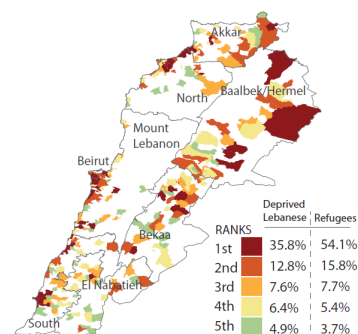 Akkar
North
Baalbek/Hermel
Mount
Lebanon
Beirut
Bekaa
El Nabatieh
South
Deprived
Lebanese Refugees
RANKS
1st 35.8% 54.1%
2nd 12.8% 15.8%
3rd 7.6% 7.7%
4th 6.4% 5.4%
5th 4.9% 3.7%